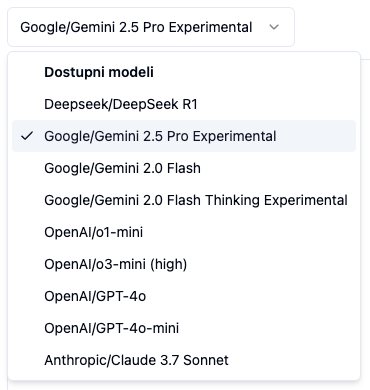 Google/Gemini 2.5 Pro Experimental
Dostupni modeli
Deepseek/DeepSeek R1
Google/Gemini 2.5 Pro Experimental
Google/Gemini 2.0 Flash
Google/Gemini 2.0 Flash Thinking Experimental
OpenAI/o1-mini
OpenAI/o3-mini (high)
OpenAI/GPT-4o
OpenAI/GPT-4o-mini
Anthropic/Claude 3.7 Sonnet